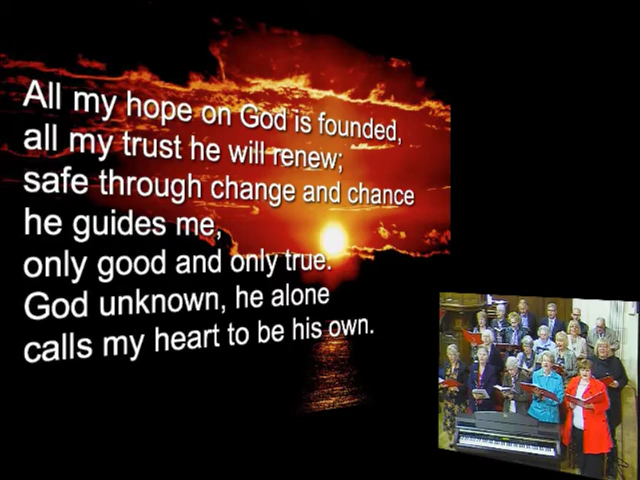 All my hope on God is founded,
all my trust he will renew;
safe through change and chance
he guides me,
only good and only true.
God unknown, he alone
calls my heart to be his own.